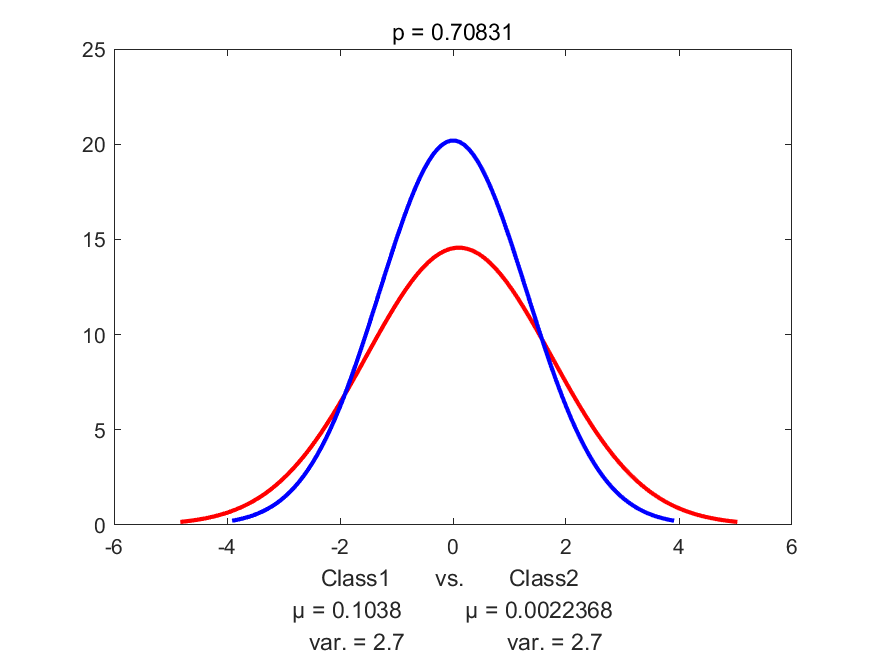 p = 0.70831
25
20
15
10
5
0
-6 -4 -2 0 2 4 6
Class1 vs. Class2
μ = 0.1038 μ = 0.0022368
var. = 2.7 var. = 2.7